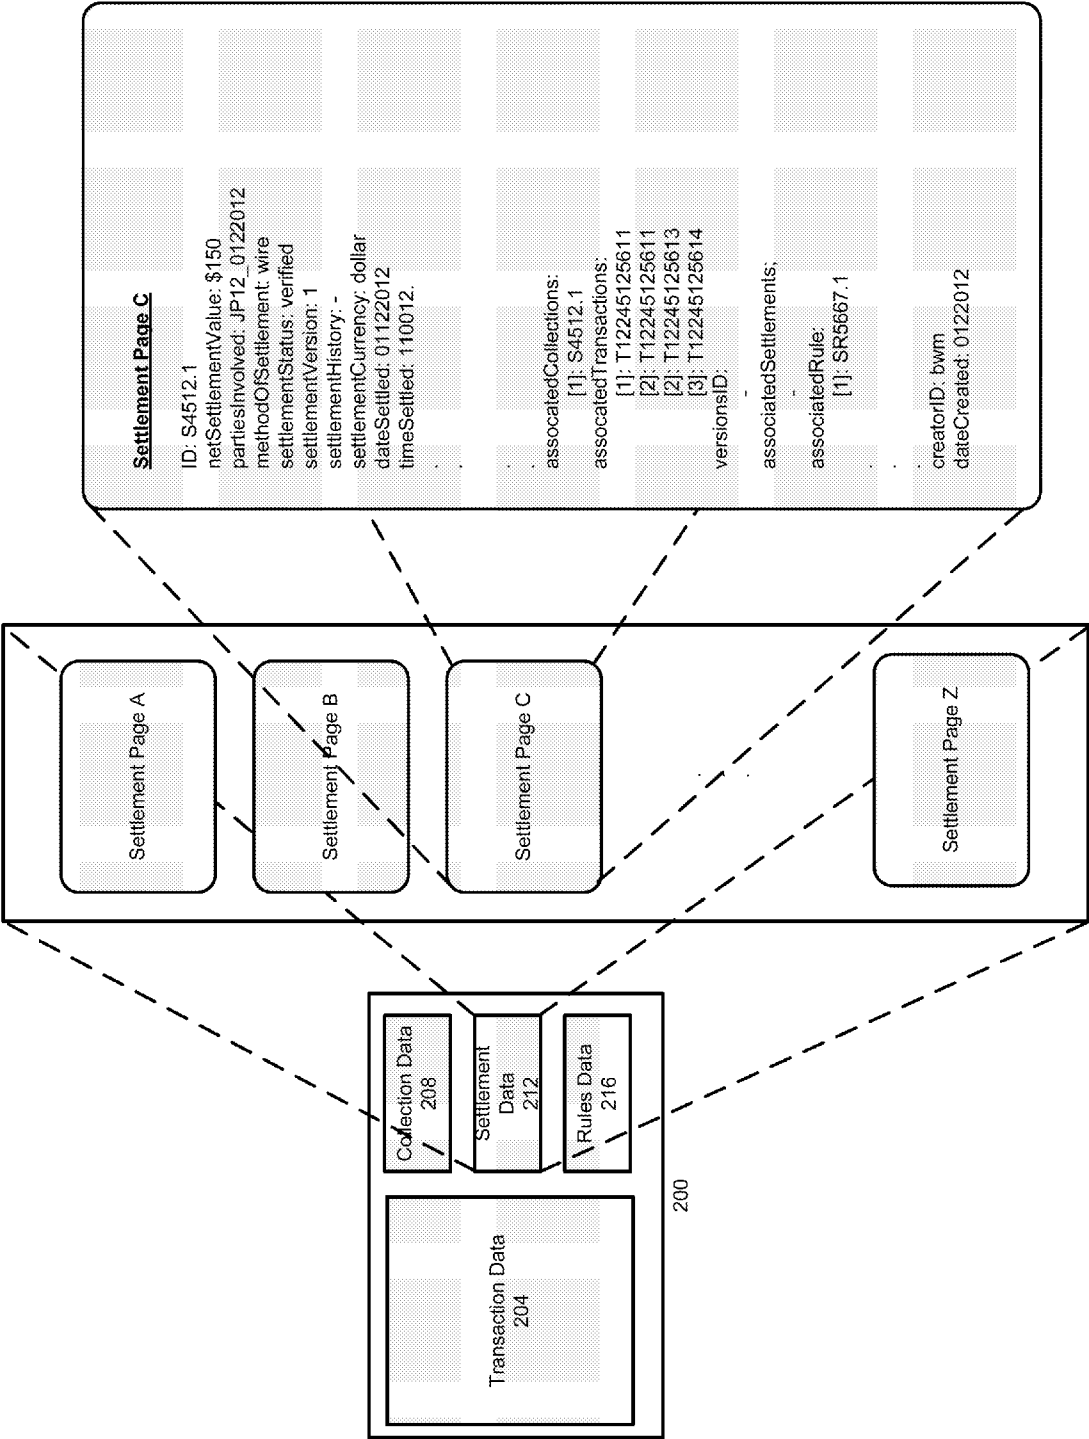 Transaction Data
204
Collection Data
208
Settlement
Data
212
Rules Data
216
200
Settlement Page A
Settlement Page B
Settlement Page C
Settlement Page Z
Settlement Page C
ID: S4512.1
netSettlementValue: $150
partiesInvolved: JP12_0122012
methodOfSettlement: wire
settlementStatus: verified
settlementVersion: 1
settlementHistory: -
settlementCurrency: dollar
dateSettled: 01122012
timeSettled: 110012.
.
.
.
.
assocatedCollections:
[1]: S4512.1
assocatedTransactions:
[1]: T12245125611
[2]: T12245125611
[2]: T12245125613
[3]: T12245125614
versionsID:
-
associatedSettlements;
-
associatedRule:
[1]: SR5667.1
.
.
.
creatorID: bwm
dateCreated: 0122012